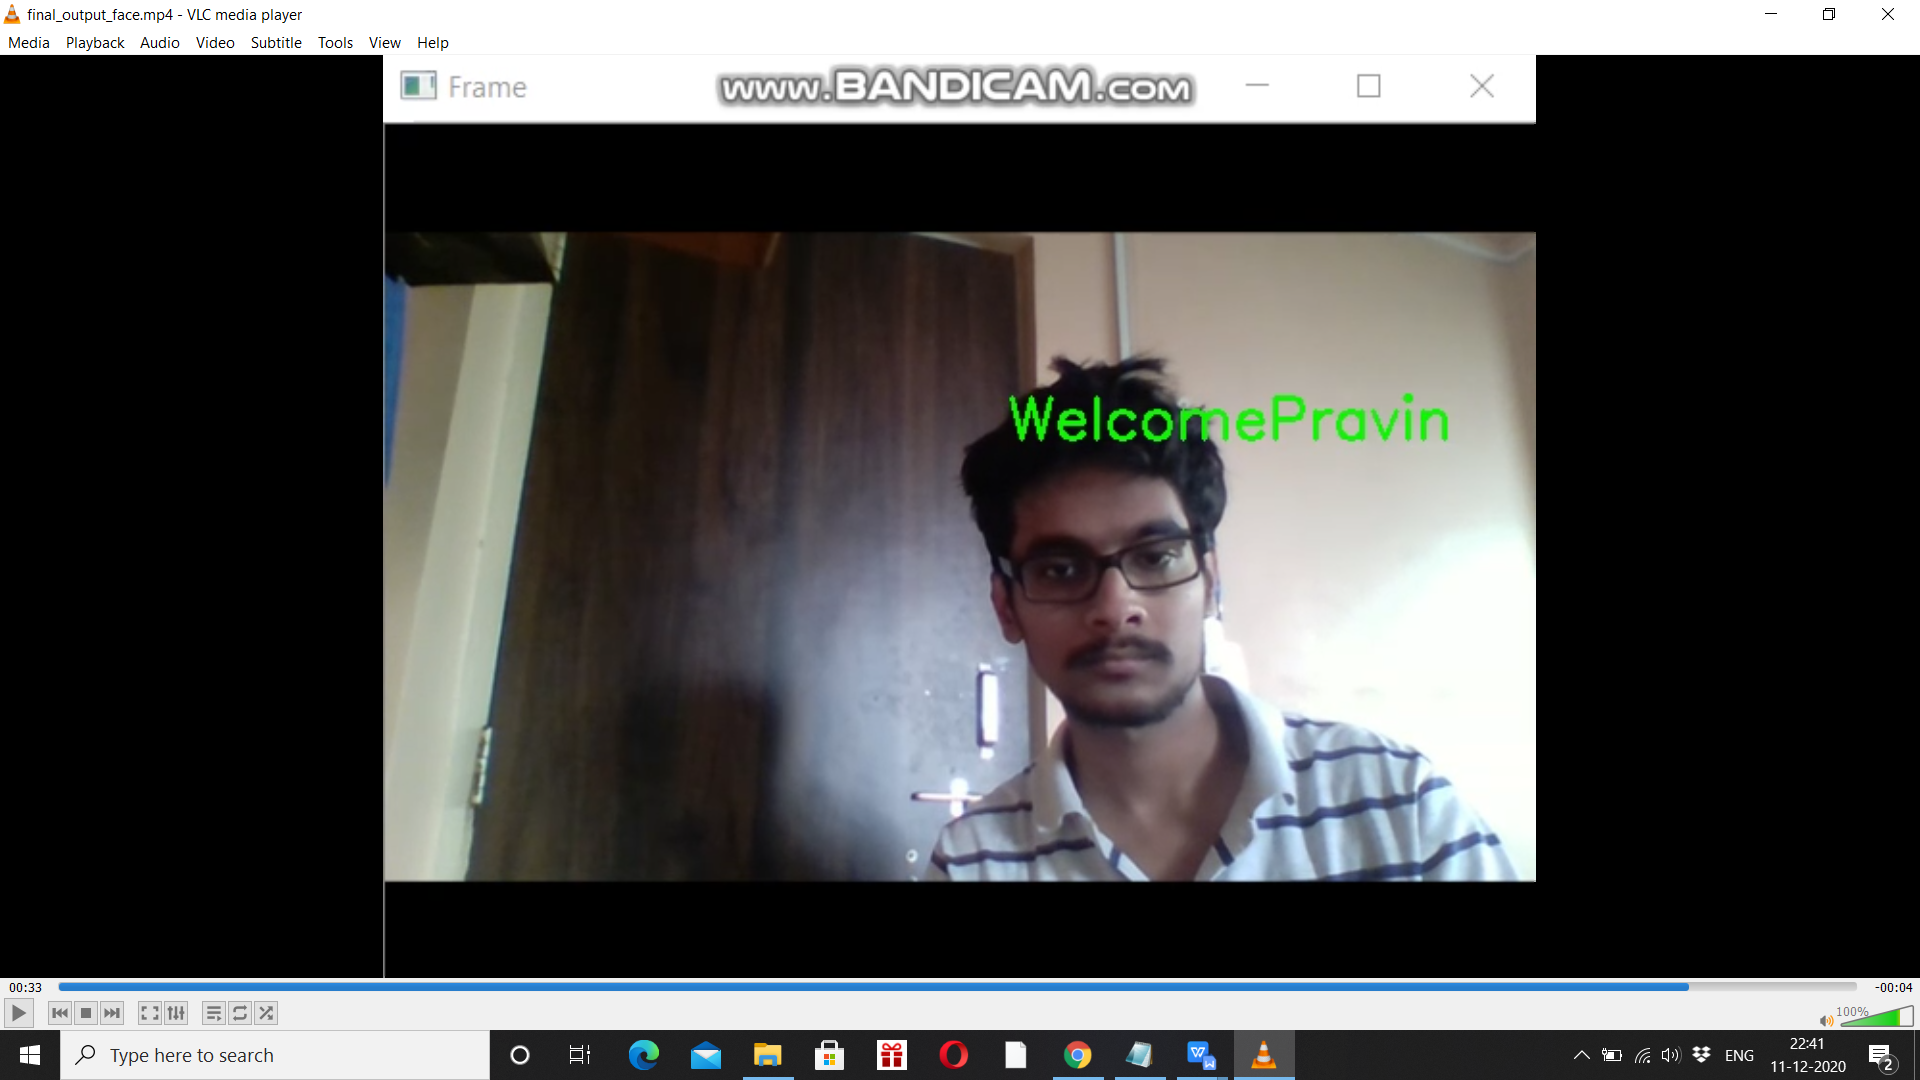 final_output_face.mp4 - VLC media player
Media Playback Audio Video Subtitle Tools View Help
Frame
www.BANDICAM.com
WelcomePravin
00:33
-00:04
100%
Type here to search
ENG
22:41
11-12-2020
2